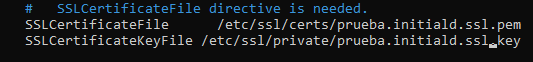 #   SSLCertificateFile directive is needed.
SSLCertificateFile      /etc/ssl/certs/prueba.initiald.ssl.pem
SSLCertificateKeyFile /etc/ssl/private/prueba.initiald.ssl.key